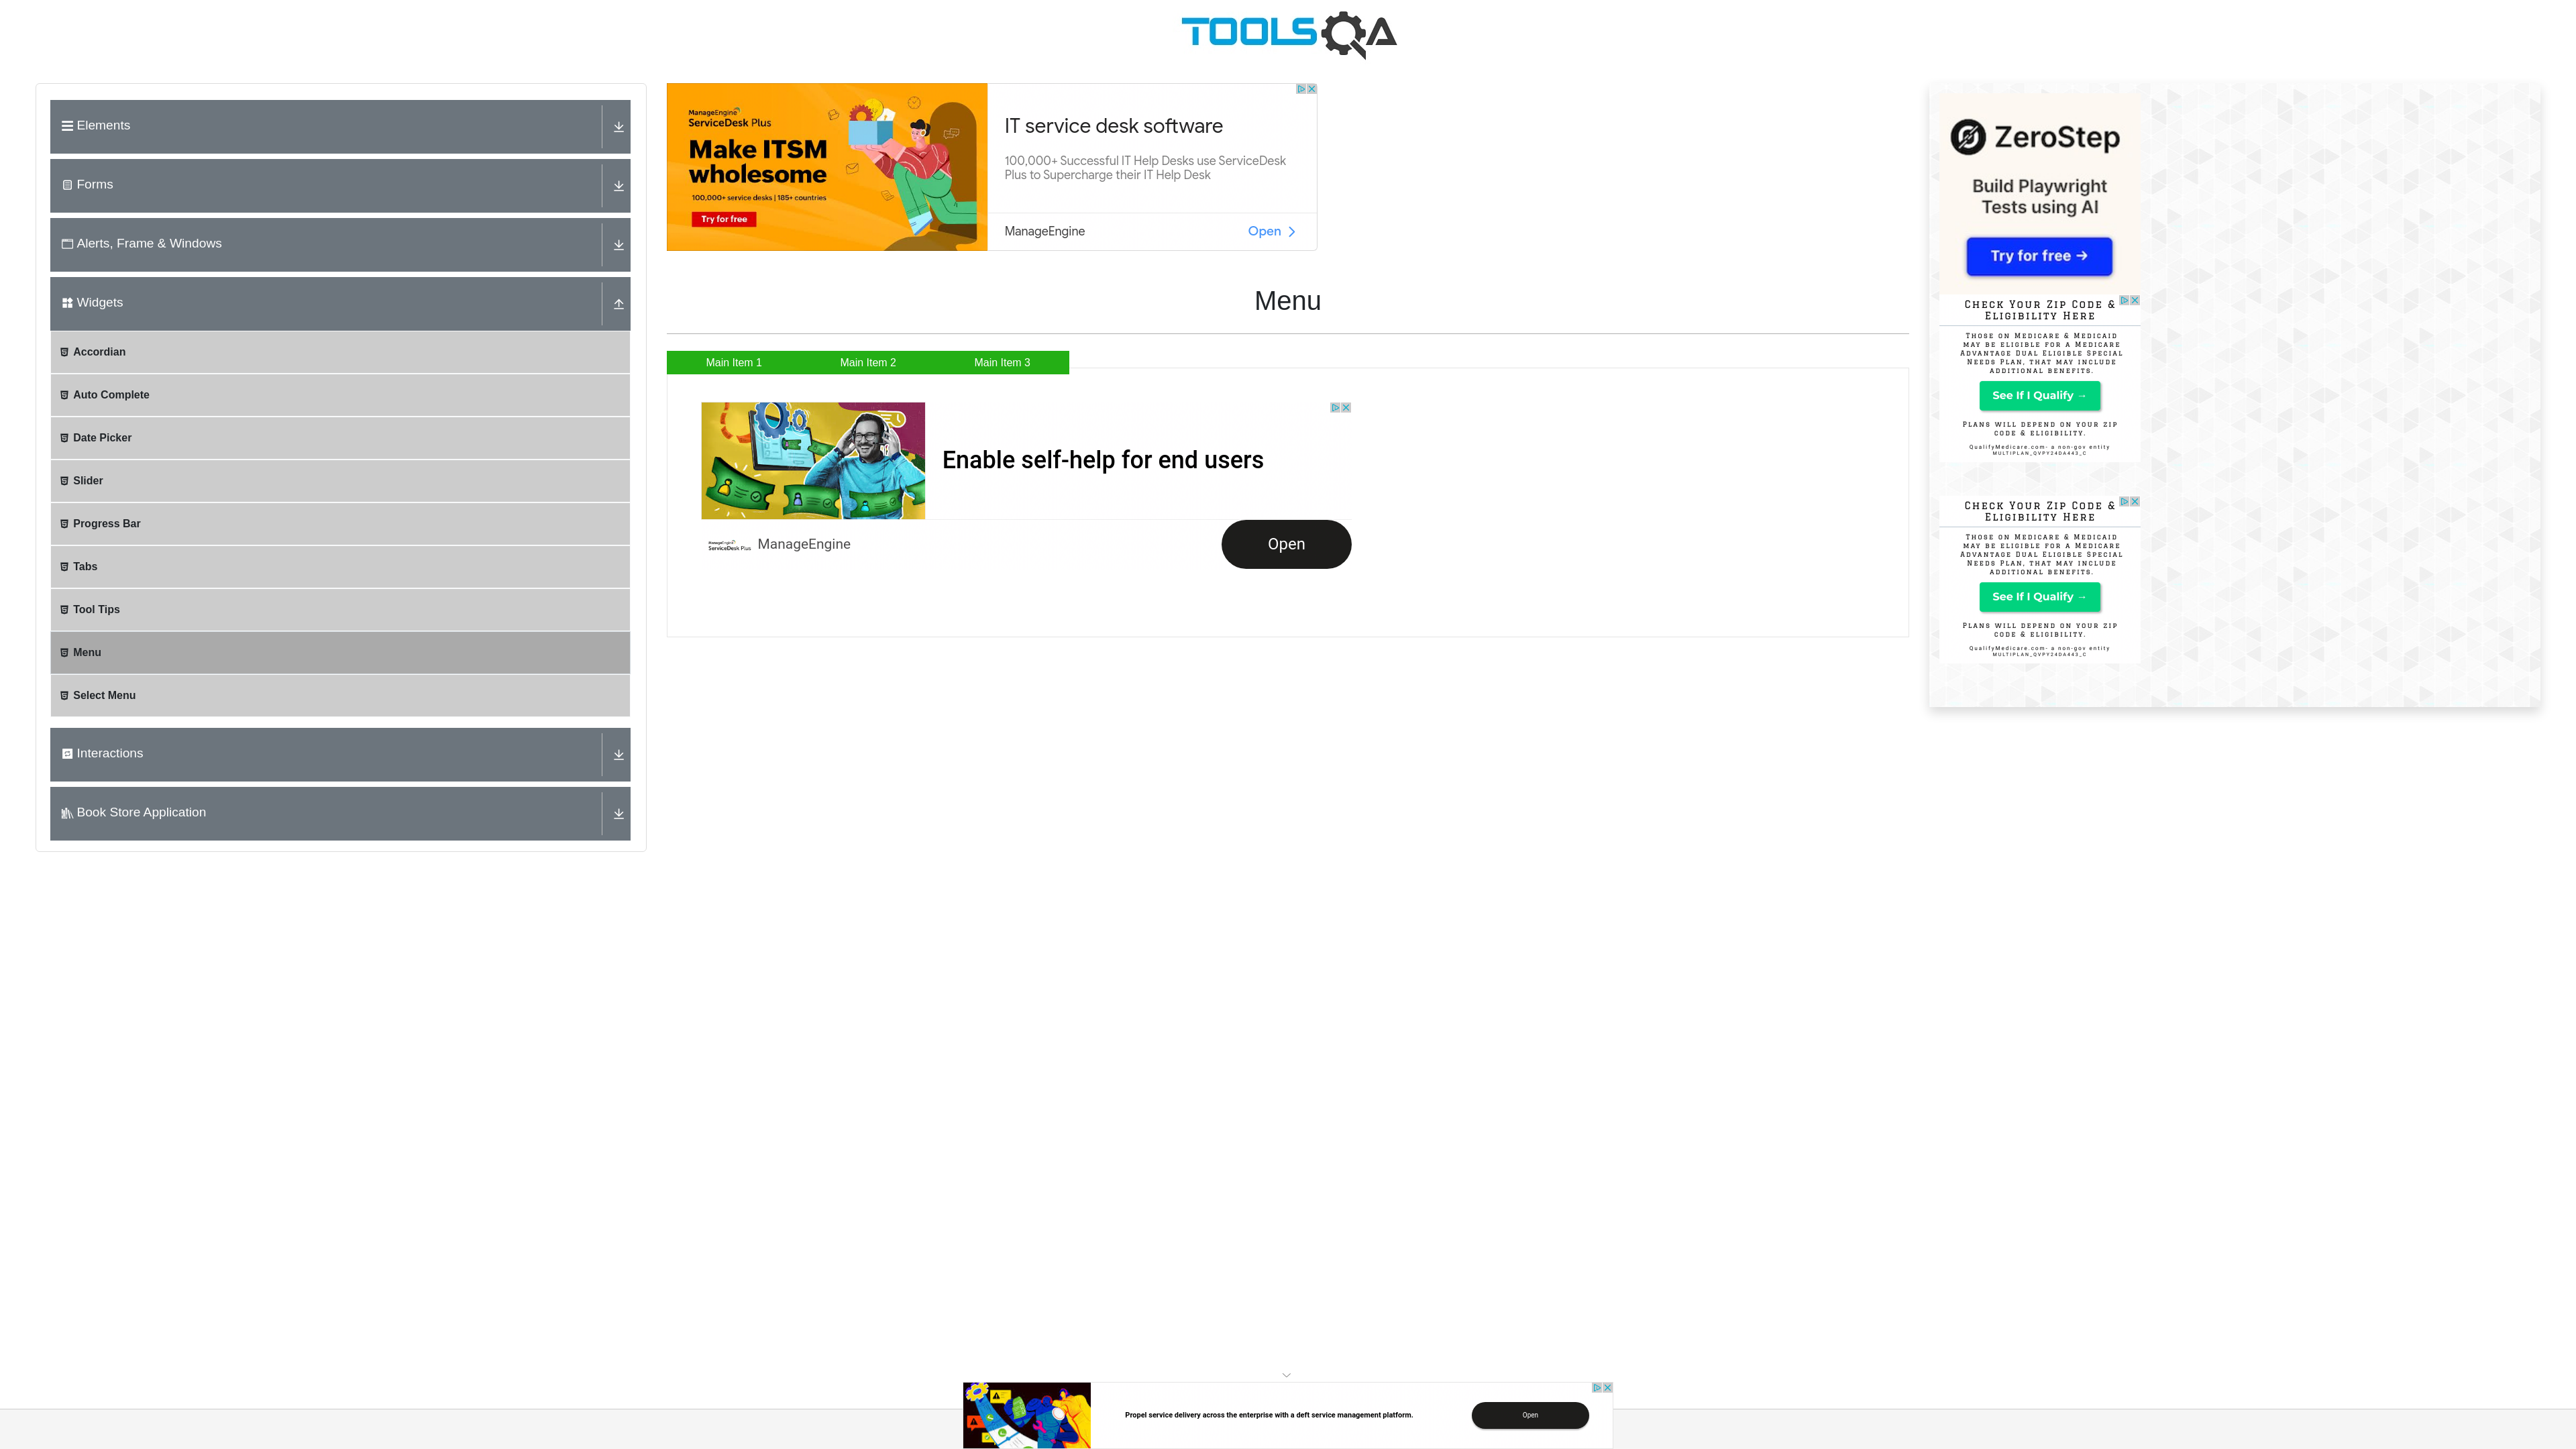 TOOLSQA
Elements
Forms
Alerts, Frame & Windows
Widgets
Accordian
Auto Complete
Date Picker
Slider
Progress Bar
Tabs
Tool Tips
Menu
Select Menu
Interactions
Book Store Application
ManageEngine
ServiceDesk Plus
Make ITSM
wholesome
100,000+ service desks | 185+ countries
Try for free
IT service desk software
100,000+ Successful IT Help Desks use ServiceDesk
Plus to Supercharge their IT Help Desk
ManageEngine
Open
Menu
Main Item 1
Main Item 2
Main Item 3
Enable self-help for end users
ManageEngine
ServiceDesk Plus
ManageEngine
Open
ZeroStep
Build Playwright
Tests using AI
Try for free →
Check Your Zip Code &
Eligibility Here
Those on Medicare & Medicaid
may be eligible for a Medicare
Advantage Dual Eligible Special
Needs Plan, that may include
additional benefits.
See If I Qualify →
Plans will depend on your zip
code & eligibility.
QualifyMedicare.com- a non-gov entity
MULTIPLAN_QVPY24DA443_C
Check Your Zip Code &
Eligibility Here
Those on Medicare & Medicaid
may be eligible for a Medicare
Advantage Dual Eligible Special
Needs Plan, that may include
additional benefits.
See If I Qualify →
Plans will depend on your zip
code & eligibility.
QualifyMedicare.com- a non-gov entity
MULTIPLAN_QVPY24DA443_C
Propel service delivery across the enterprise with a deft service management platform.
Open